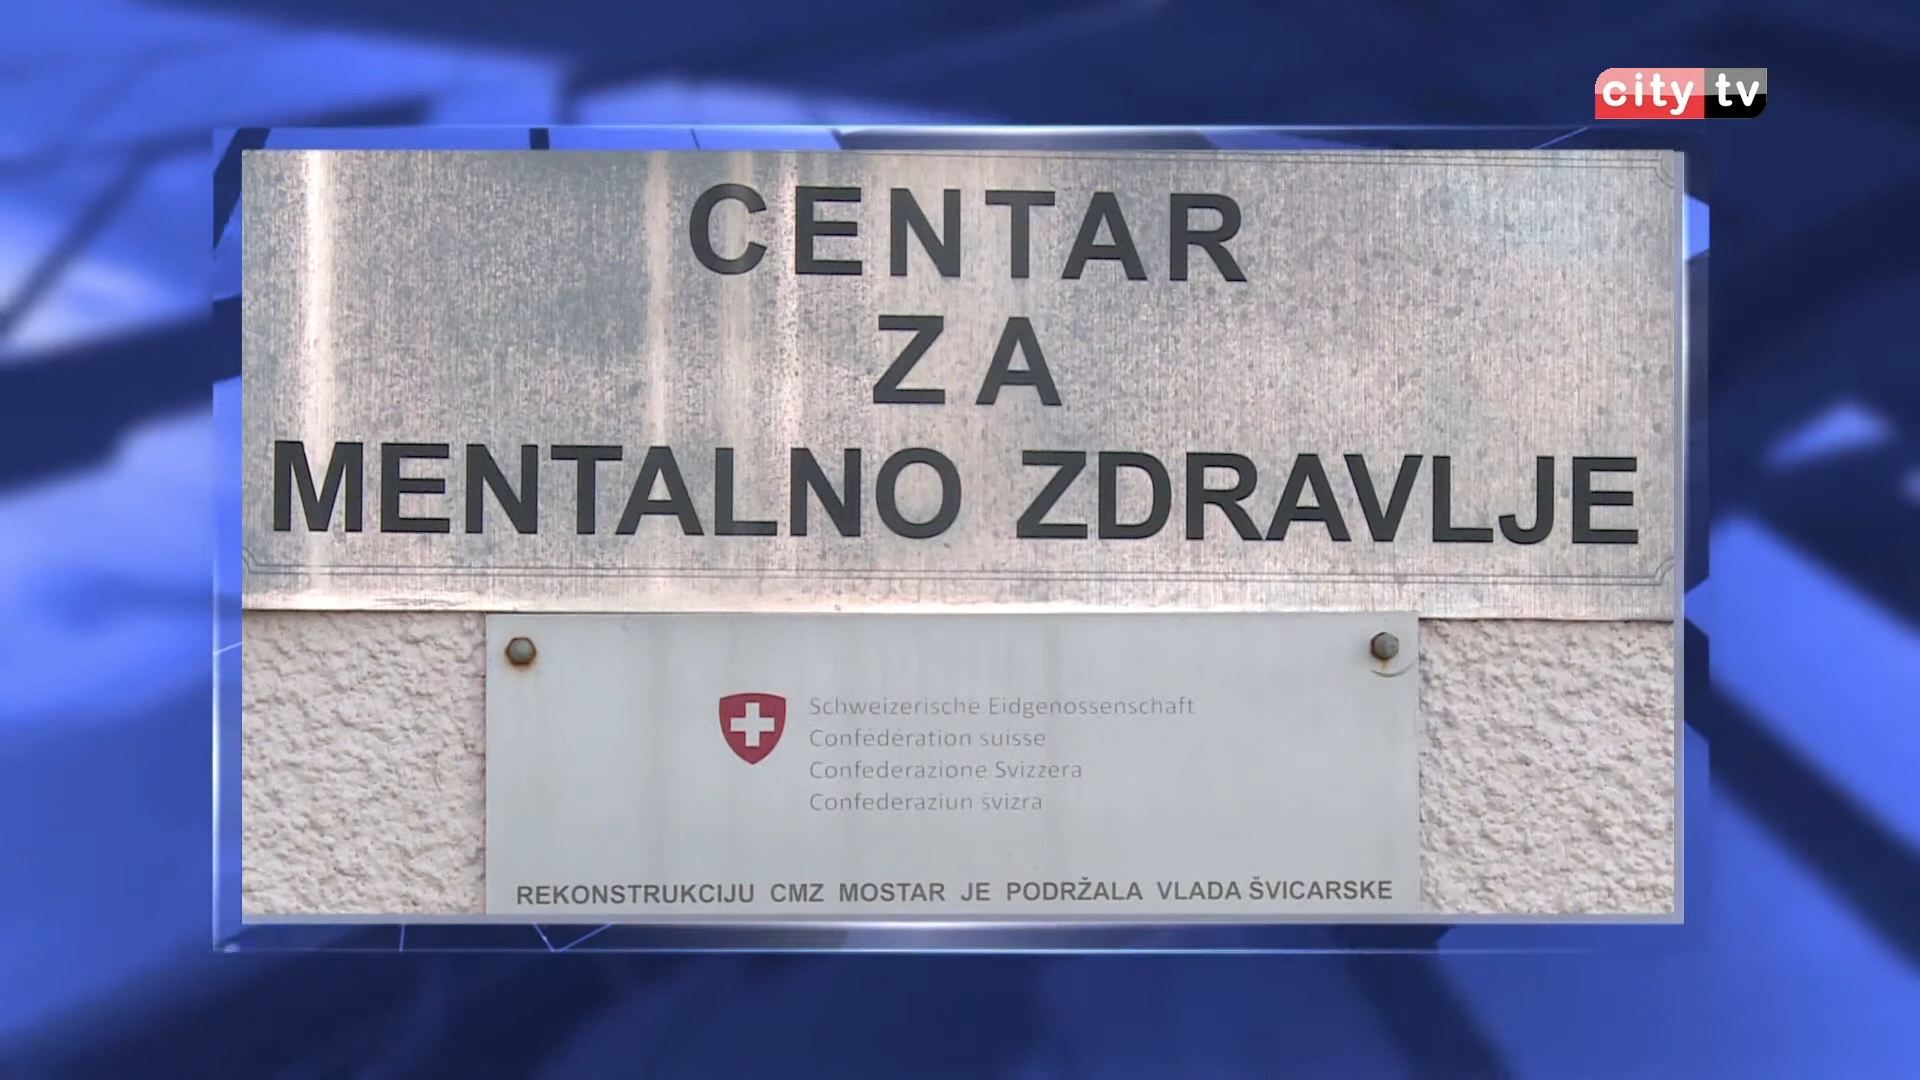 city tv
CENTAR
ZA
MENTALNO ZDRAVLJE
Schweizerische Eidgenossenschaft
Confédération suisse
Confederazione Svizzera
Confederaziun svizra
REKONSTRUKCIJU CMZ MOSTAR JE PODRŽALA VLADA ŠVICARSKE